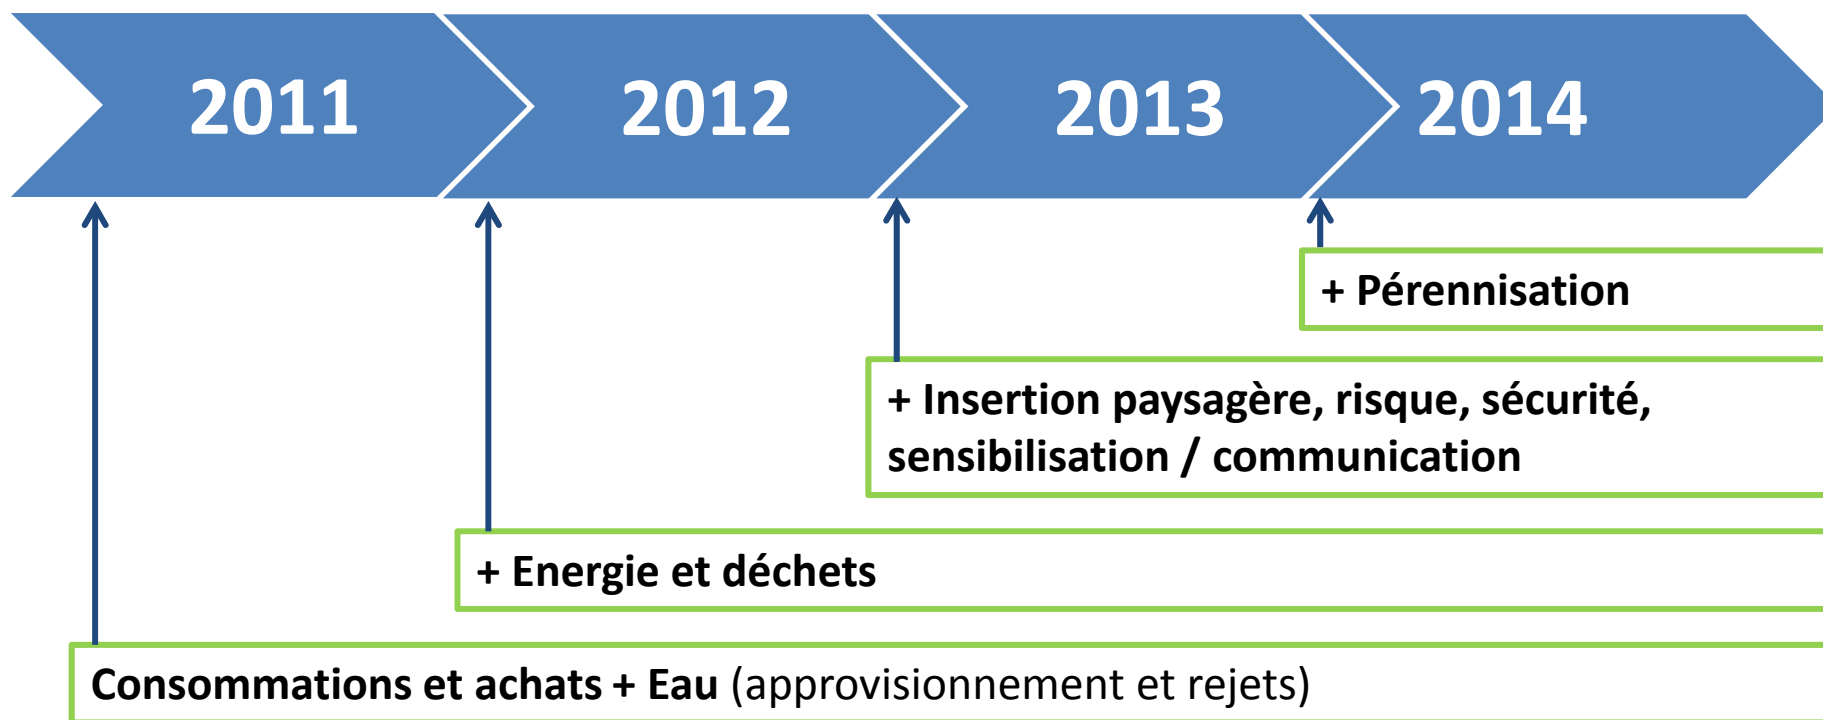 2011 2012 2013 2014
+ Pérennisation
+ Insertion paysagère, risque, sécurité,
sensibilisation / communication
+ Energie et déchets
Consommations et achats + Eau (approvisionnement et rejets)